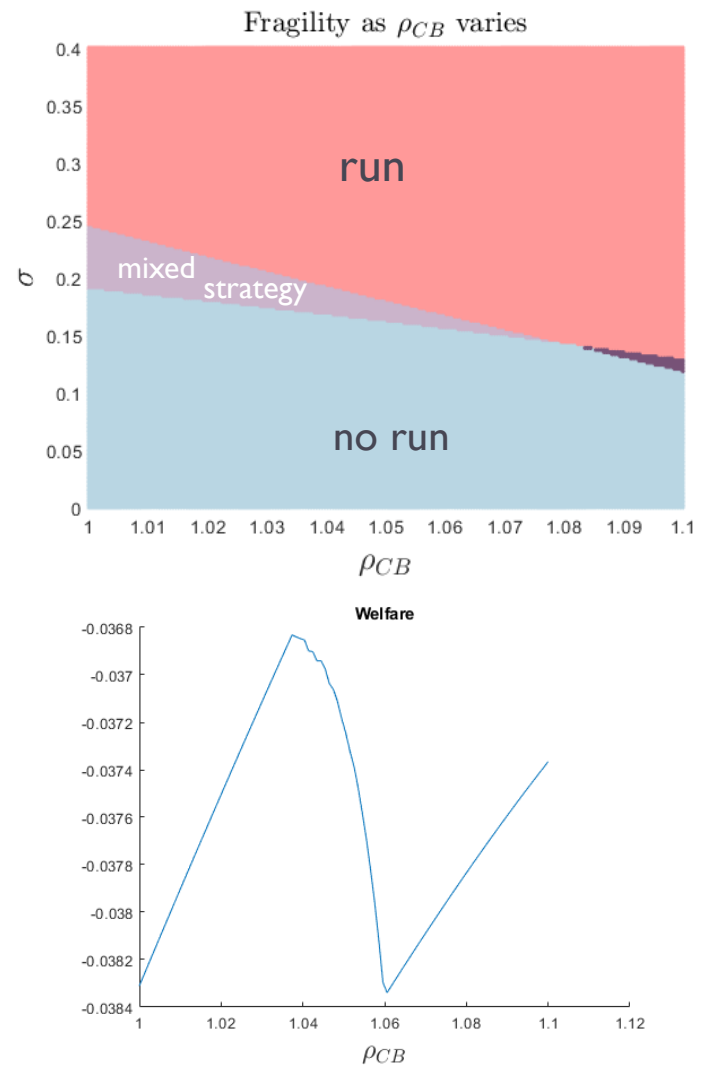 Fragility as ρ_CB varies
0.4
0.35
0.3
0.25
0.2
0.15
0.1
0.05
0
σ
run
mixed
strategy
no run
1 1.01 1.02 1.03 1.04 1.05 1.06 1.07 1.08 1.09 1.1
ρ_CB
Welfare
-0.0368
-0.037
-0.0372
-0.0374
-0.0376
-0.0378
-0.038
-0.0382
-0.0384
1 1.02 1.04 1.06 1.08 1.1 1.12
ρ_CB